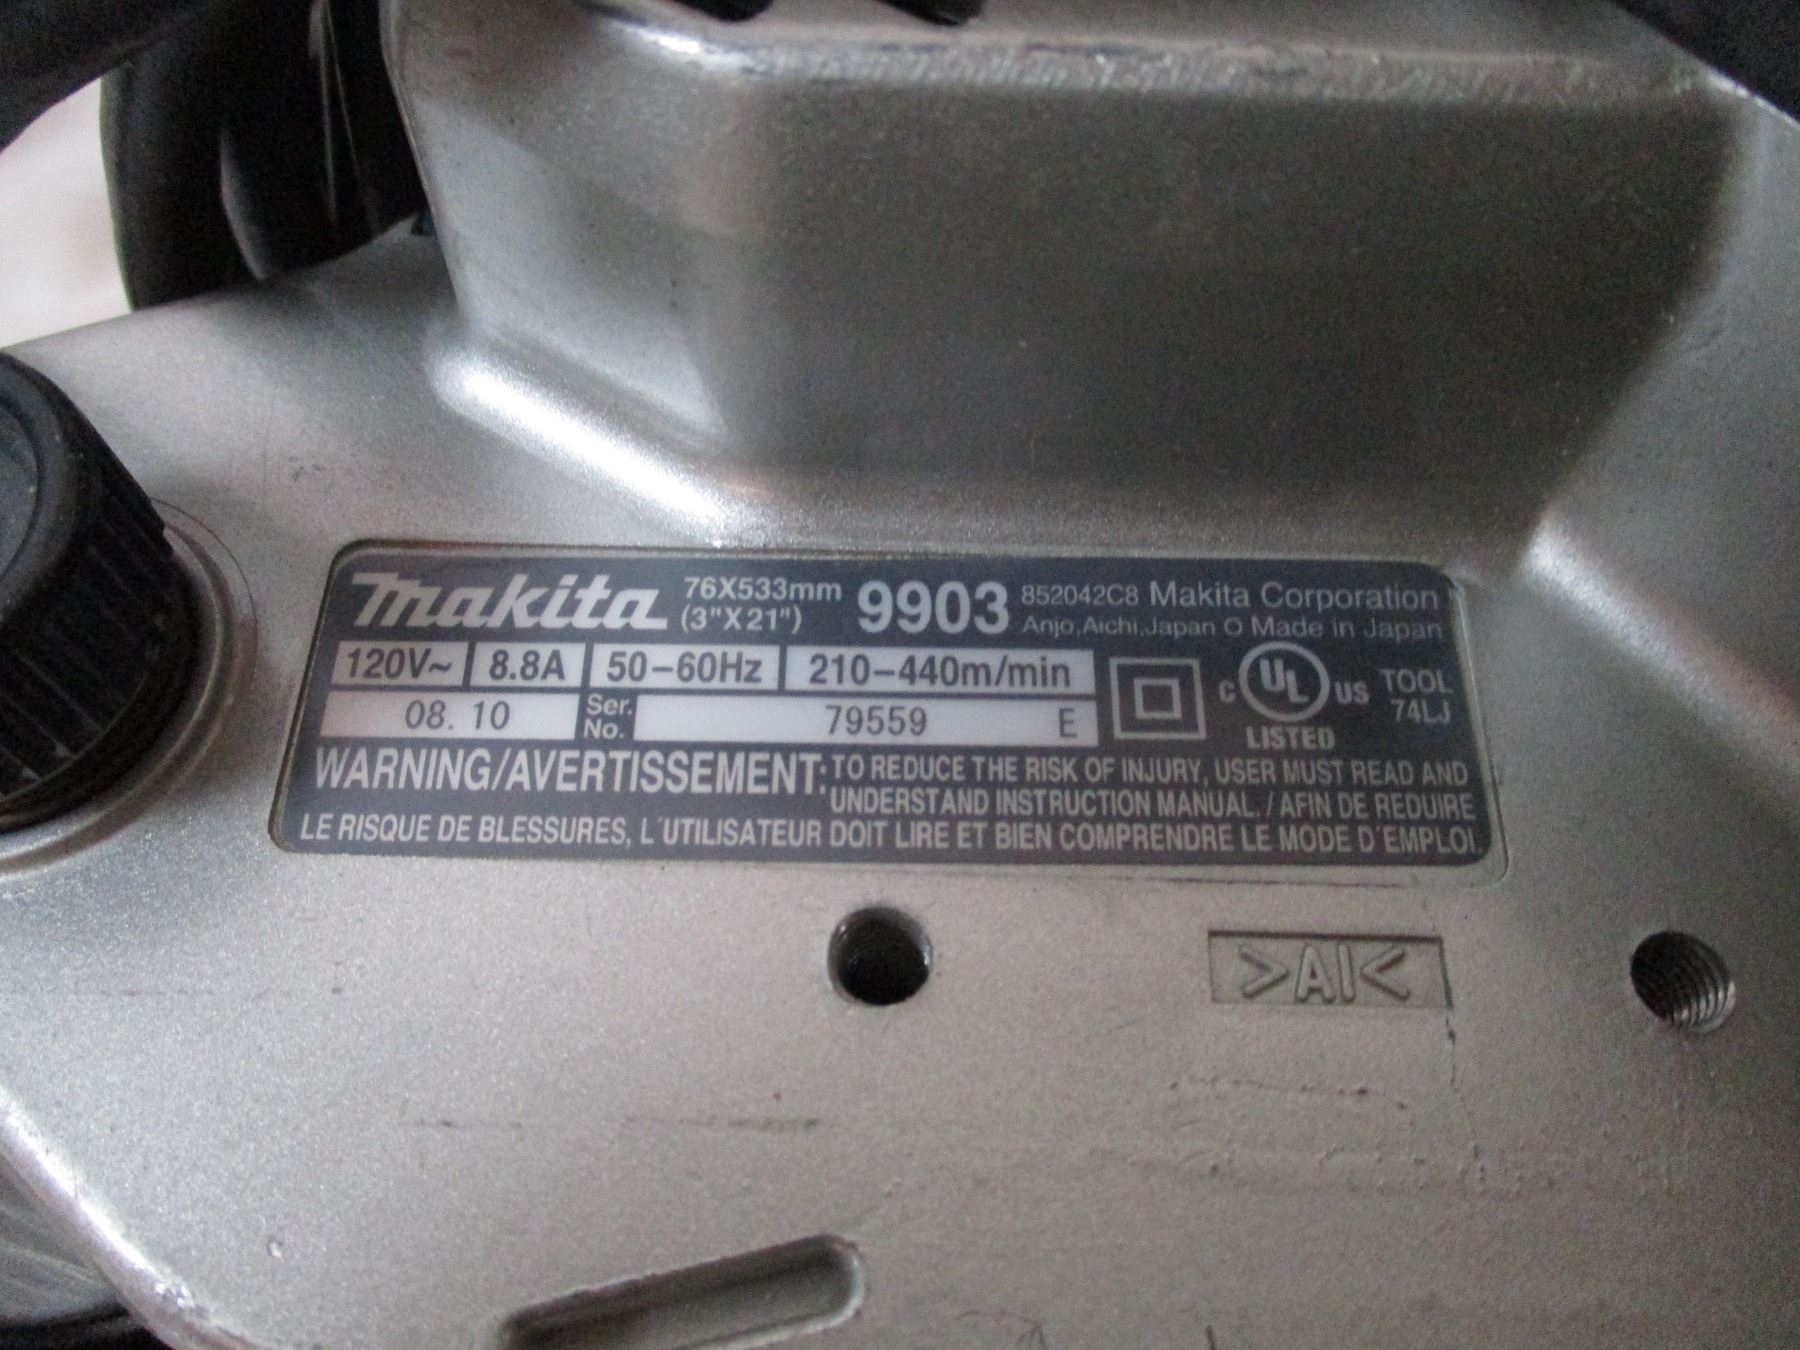 makita 76X533mm (3"X21") 9903 852042C8 Makita Corporation
Anjo, Aichi, Japan O Made in Japan
120V~ 8.8A 50-60Hz 210-440m/min
08. 10 Ser. No. 79559 E
C UL US LISTED
TOOL
74LJ
WARNING/AVERTISSEMENT: TO REDUCE THE RISK OF INJURY, USER MUST READ AND
UNDERSTAND INSTRUCTION MANUAL. / AFIN DE REDUIRE
LE RISQUE DE BLESSURES, L'UTILISATEUR DOIT LIRE ET BIEN COMPRENDRE LE MODE D'EMPLOI.
>Al<